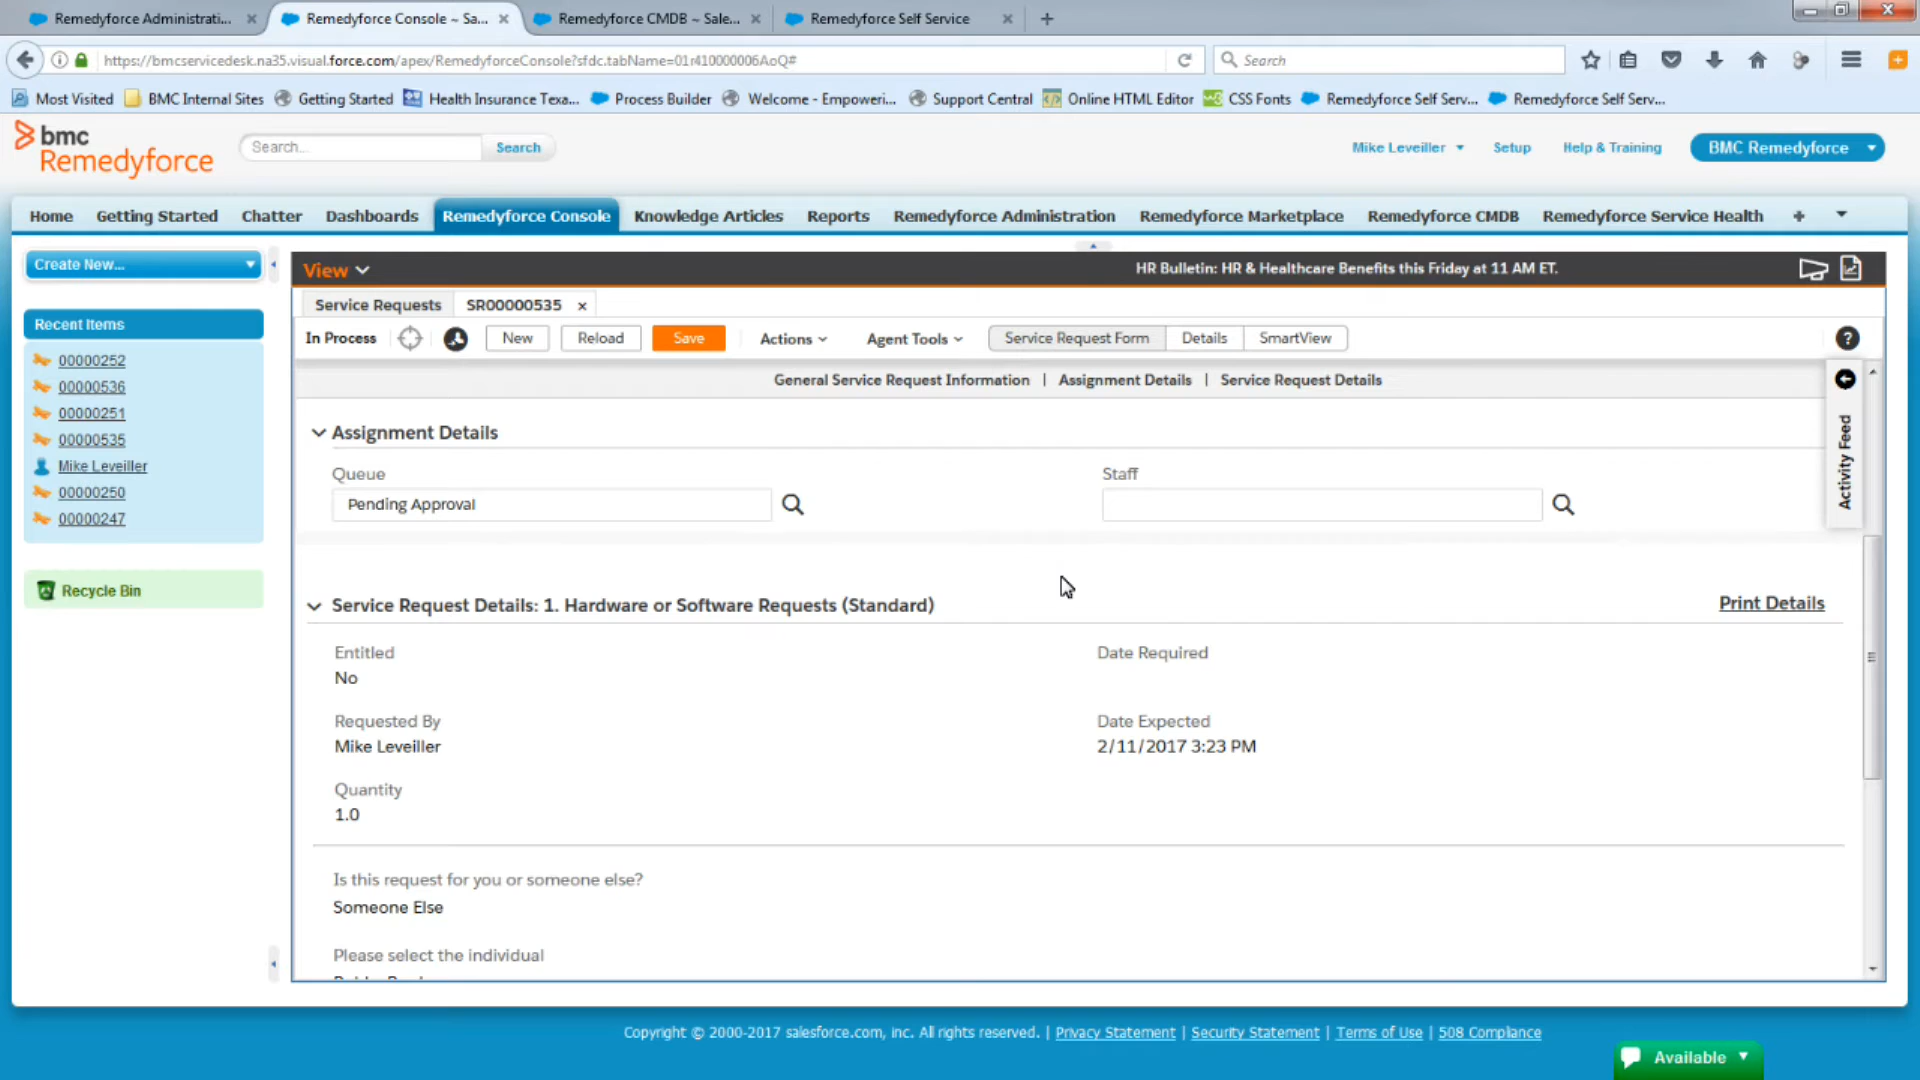 Remedyforce Administrati...
Remedyforce Console ~ Sa...
Remedyforce CMDB ~ Sale...
Remedyforce Self Service
https://bmcservicedesk.na35.visual.force.com/apex/RemedyforceConsole?sfdc.tabName=01r410000006AoQ#
Search
Most Visited BMC Internal Sites Getting Started Health Insurance Texa... Process Builder Welcome - Empoweri... Support Central Online HTML Editor CSS Fonts Remedyforce Self Serv... Remedyforce Self Serv...
bmc
Remedyforce
Search...
Search
Mike Leveiller Setup Help & Training BMC Remedyforce
Home Getting Started Chatter Dashboards Remedyforce Console Knowledge Articles Reports Remedyforce Administration Remedyforce Marketplace Remedyforce CMDB Remedyforce Service Health +
Create New...
Recent Items
00000252
00000536
00000251
00000535
Mike Leveiller
00000250
00000247
Recycle Bin
View
HR Bulletin: HR & Healthcare Benefits this Friday at 11 AM ET.
Service Requests SR00000535 x
In Process New Reload Save Actions Agent Tools Service Request Form Details SmartView ?
General Service Request Information | Assignment Details | Service Request Details
Activity Feed
Assignment Details
Queue Staff
Pending Approval
Service Request Details: 1. Hardware or Software Requests (Standard) Print Details
Entitled Date Required
No
Requested By Date Expected
Mike Leveiller 2/11/2017 3:23 PM
Quantity
1.0
Is this request for you or someone else?
Someone Else
Please select the individual
Copyright © 2000-2017 salesforce.com, inc. All rights reserved. | Privacy Statement | Security Statement | Terms of Use | 508 Compliance
Available